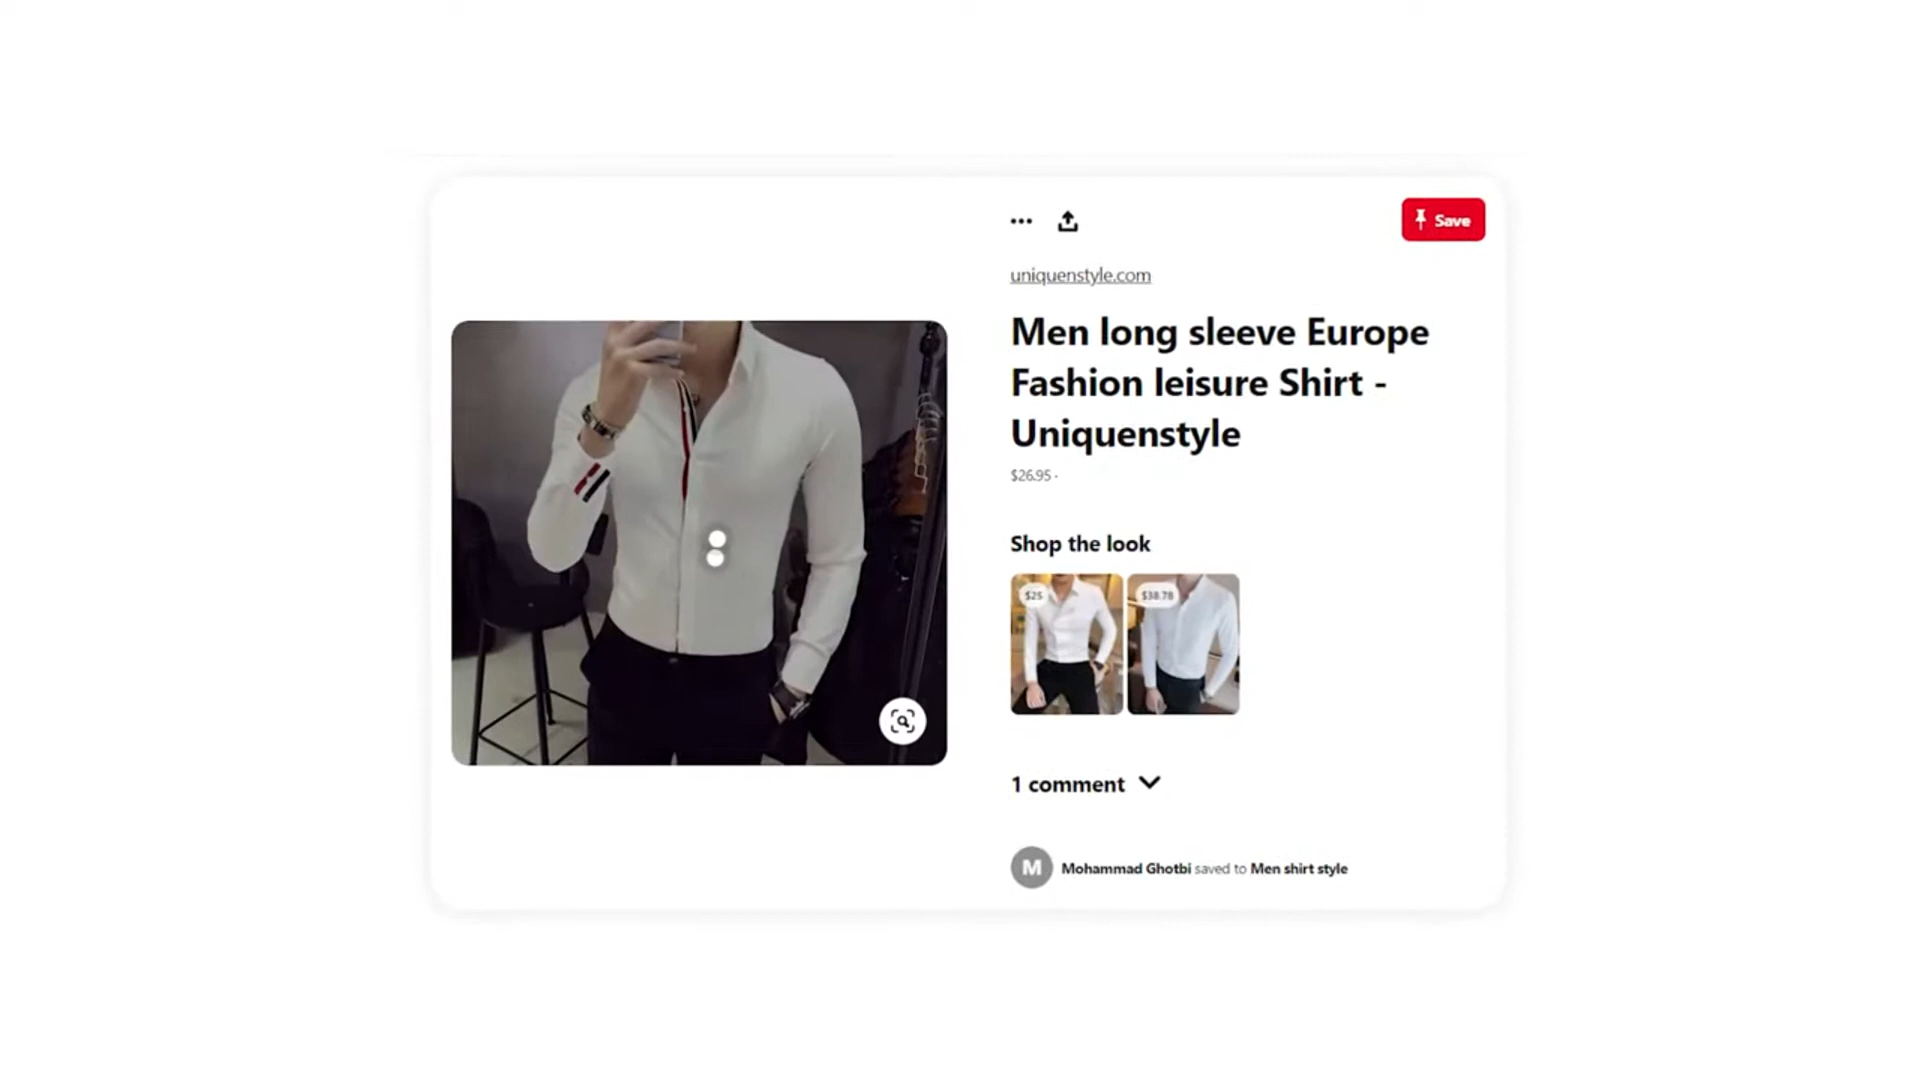 Save
uniquenstyle.com
Men long sleeve Europe
Fashion leisure Shirt -
Uniquenstyle
$26.95 ·
Shop the look
$25
$38.78
1 comment
M
Mohammad Ghotbi saved to Men shirt style